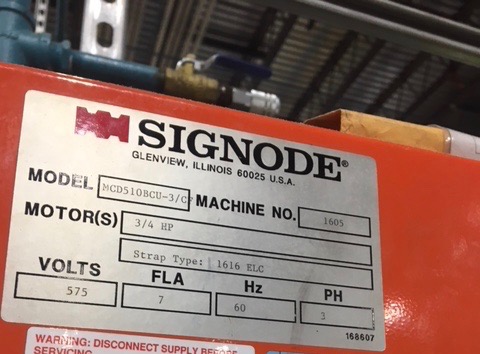 SIGNODE®
GLENVIEW, ILLINOIS 60025 U.S.A.
MODEL MCD510BCU-3/CF MACHINE NO. 1605
MOTOR(S) 3/4 HP
Strap Type: 1616 ELC
VOLTS FLA Hz PH
575 7 60 3
168607
WARNING: DISCONNECT SUPPLY BEFORE
SERVICING